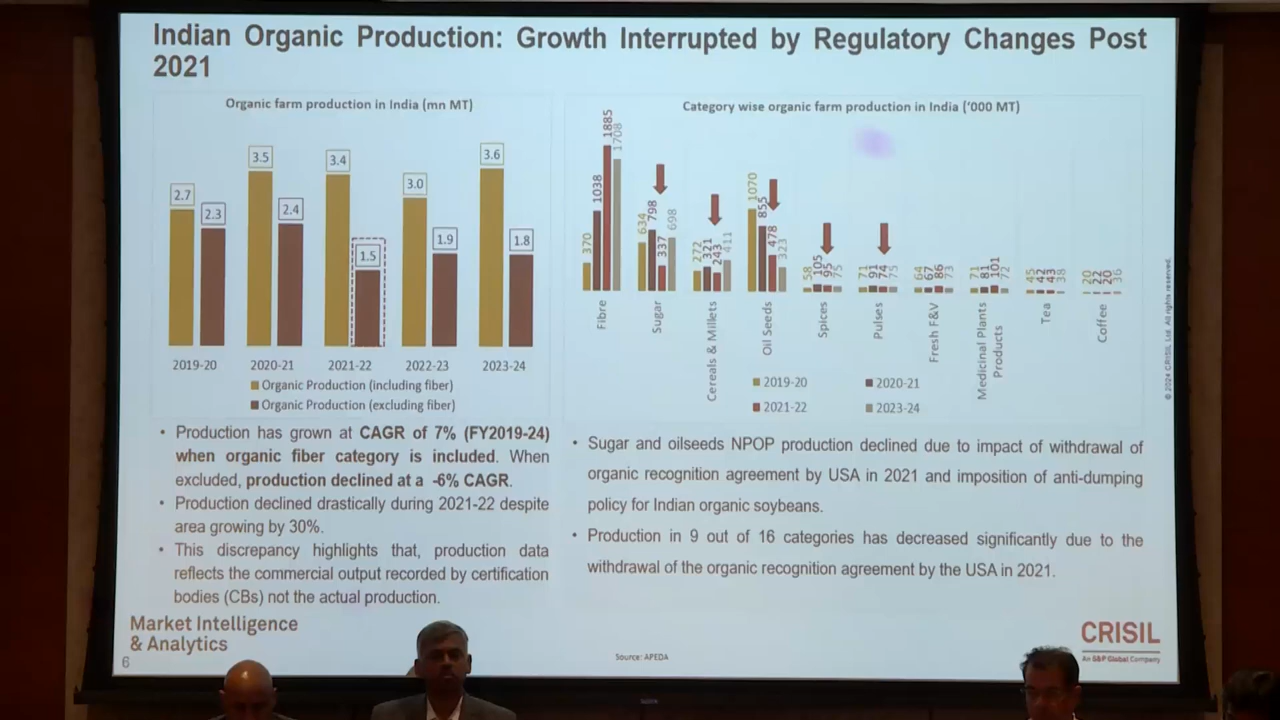 Indian Organic Production: Growth Interrupted by Regulatory Changes Post
2021
Organic farm production in India (mn MT)
2.7
2.3
3.5
2.4
3.4
1.5
3.0
1.9
3.6
1.8
2019-20
2020-21
2021-22
2022-23
2023-24
Organic Production (including fiber)
Organic Production (excluding fiber)
Category wise organic farm production in India ('000 MT)
370
1038
1885
1708
634
798
337
698
272
321
243
411
1070
855
478
323
58
105
95
75
71
91
74
75
64
67
86
73
71
81
101
72
45
42
43
38
20
22
20
36
Fibre
Sugar
Cereals & Millets
Oil Seeds
Spices
Pulses
Fresh F&V
Medicinal Plants
Products
Tea
Coffee
2019-20
2020-21
2021-22
2023-24
© 2024 CRISIL Ltd. All rights reserved.
• Production has grown at CAGR of 7% (FY2019-24)
when organic fiber category is included. When
excluded, production declined at a -6% CAGR.
• Production declined drastically during 2021-22 despite
area growing by 30%.
• This discrepancy highlights that, production data
reflects the commercial output recorded by certification
bodies (CBs) not the actual production.
• Sugar and oilseeds NPOP production declined due to impact of withdrawal of
organic recognition agreement by USA in 2021 and imposition of anti-dumping
policy for Indian organic soybeans.
• Production in 9 out of 16 categories has decreased significantly due to the
withdrawal of the organic recognition agreement by the USA in 2021.
Market Intelligence
& Analytics
6
Source: APEDA
CRISIL
An S&P Global Company